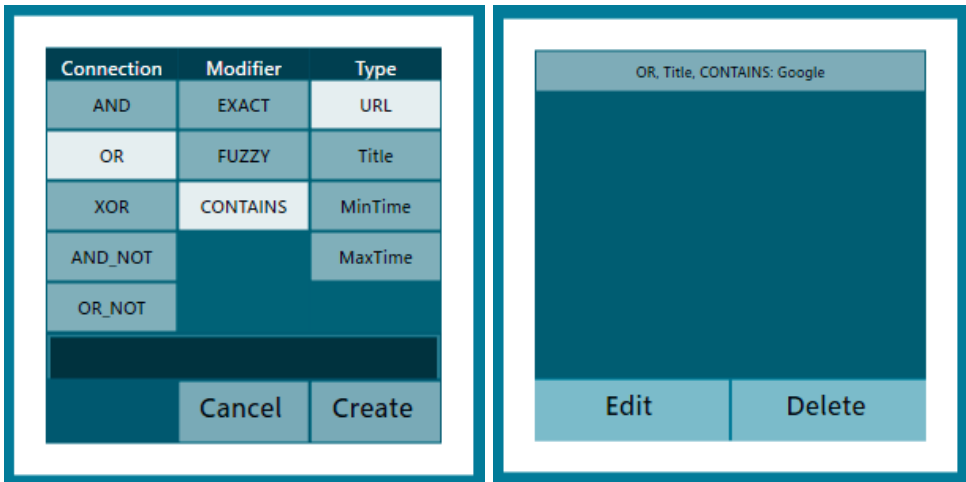 Connection Modifier Type
AND EXACT URL
OR FUZZY Title
XOR CONTAINS MinTime
AND_NOT MaxTime
OR_NOT
Cancel Create
OR, Title, CONTAINS: Google
Edit Delete